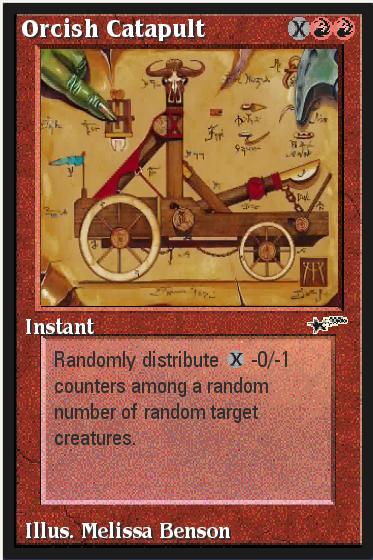 Orcish Catapult X
Instant
Randomly distribute X -0/-1
counters among a random
number of random target
creatures.
Illus. Melissa Benson